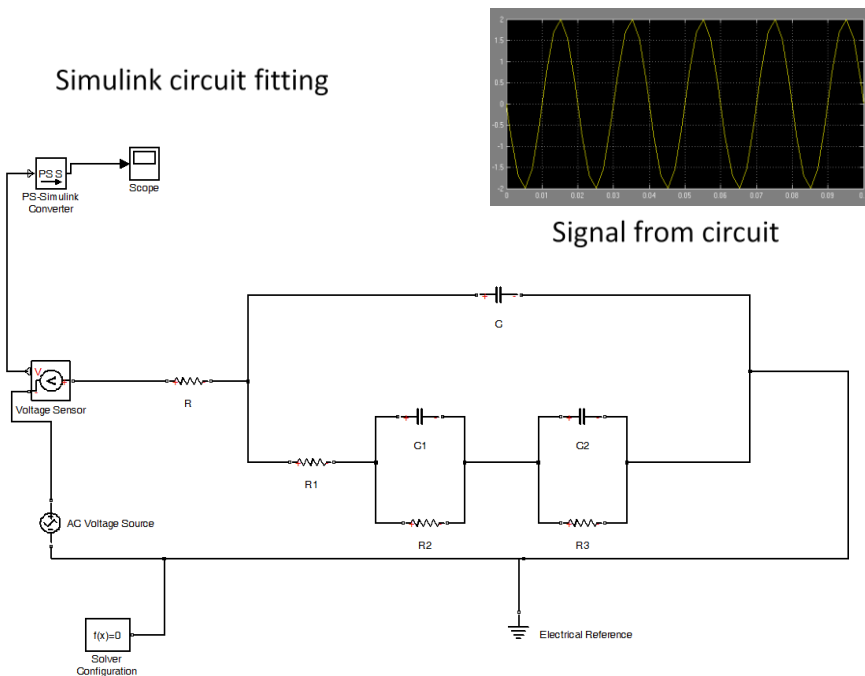 Simulink circuit fitting
2
1.5
1
0.5
0
-0.5
-1
-1.5
-2
0 0.01 0.02 0.03 0.04 0.05 0.06 0.07 0.08 0.09 0.
Signal from circuit
PS S
PS-Simulink
Converter
Scope
+ -
C
V
+
-
Voltage Sensor
+
R
+ -
C1
+ -
C2
+
R1
+
R2
+
R3
AC Voltage Source
f(x)=0
Solver
Configuration
Electrical Reference